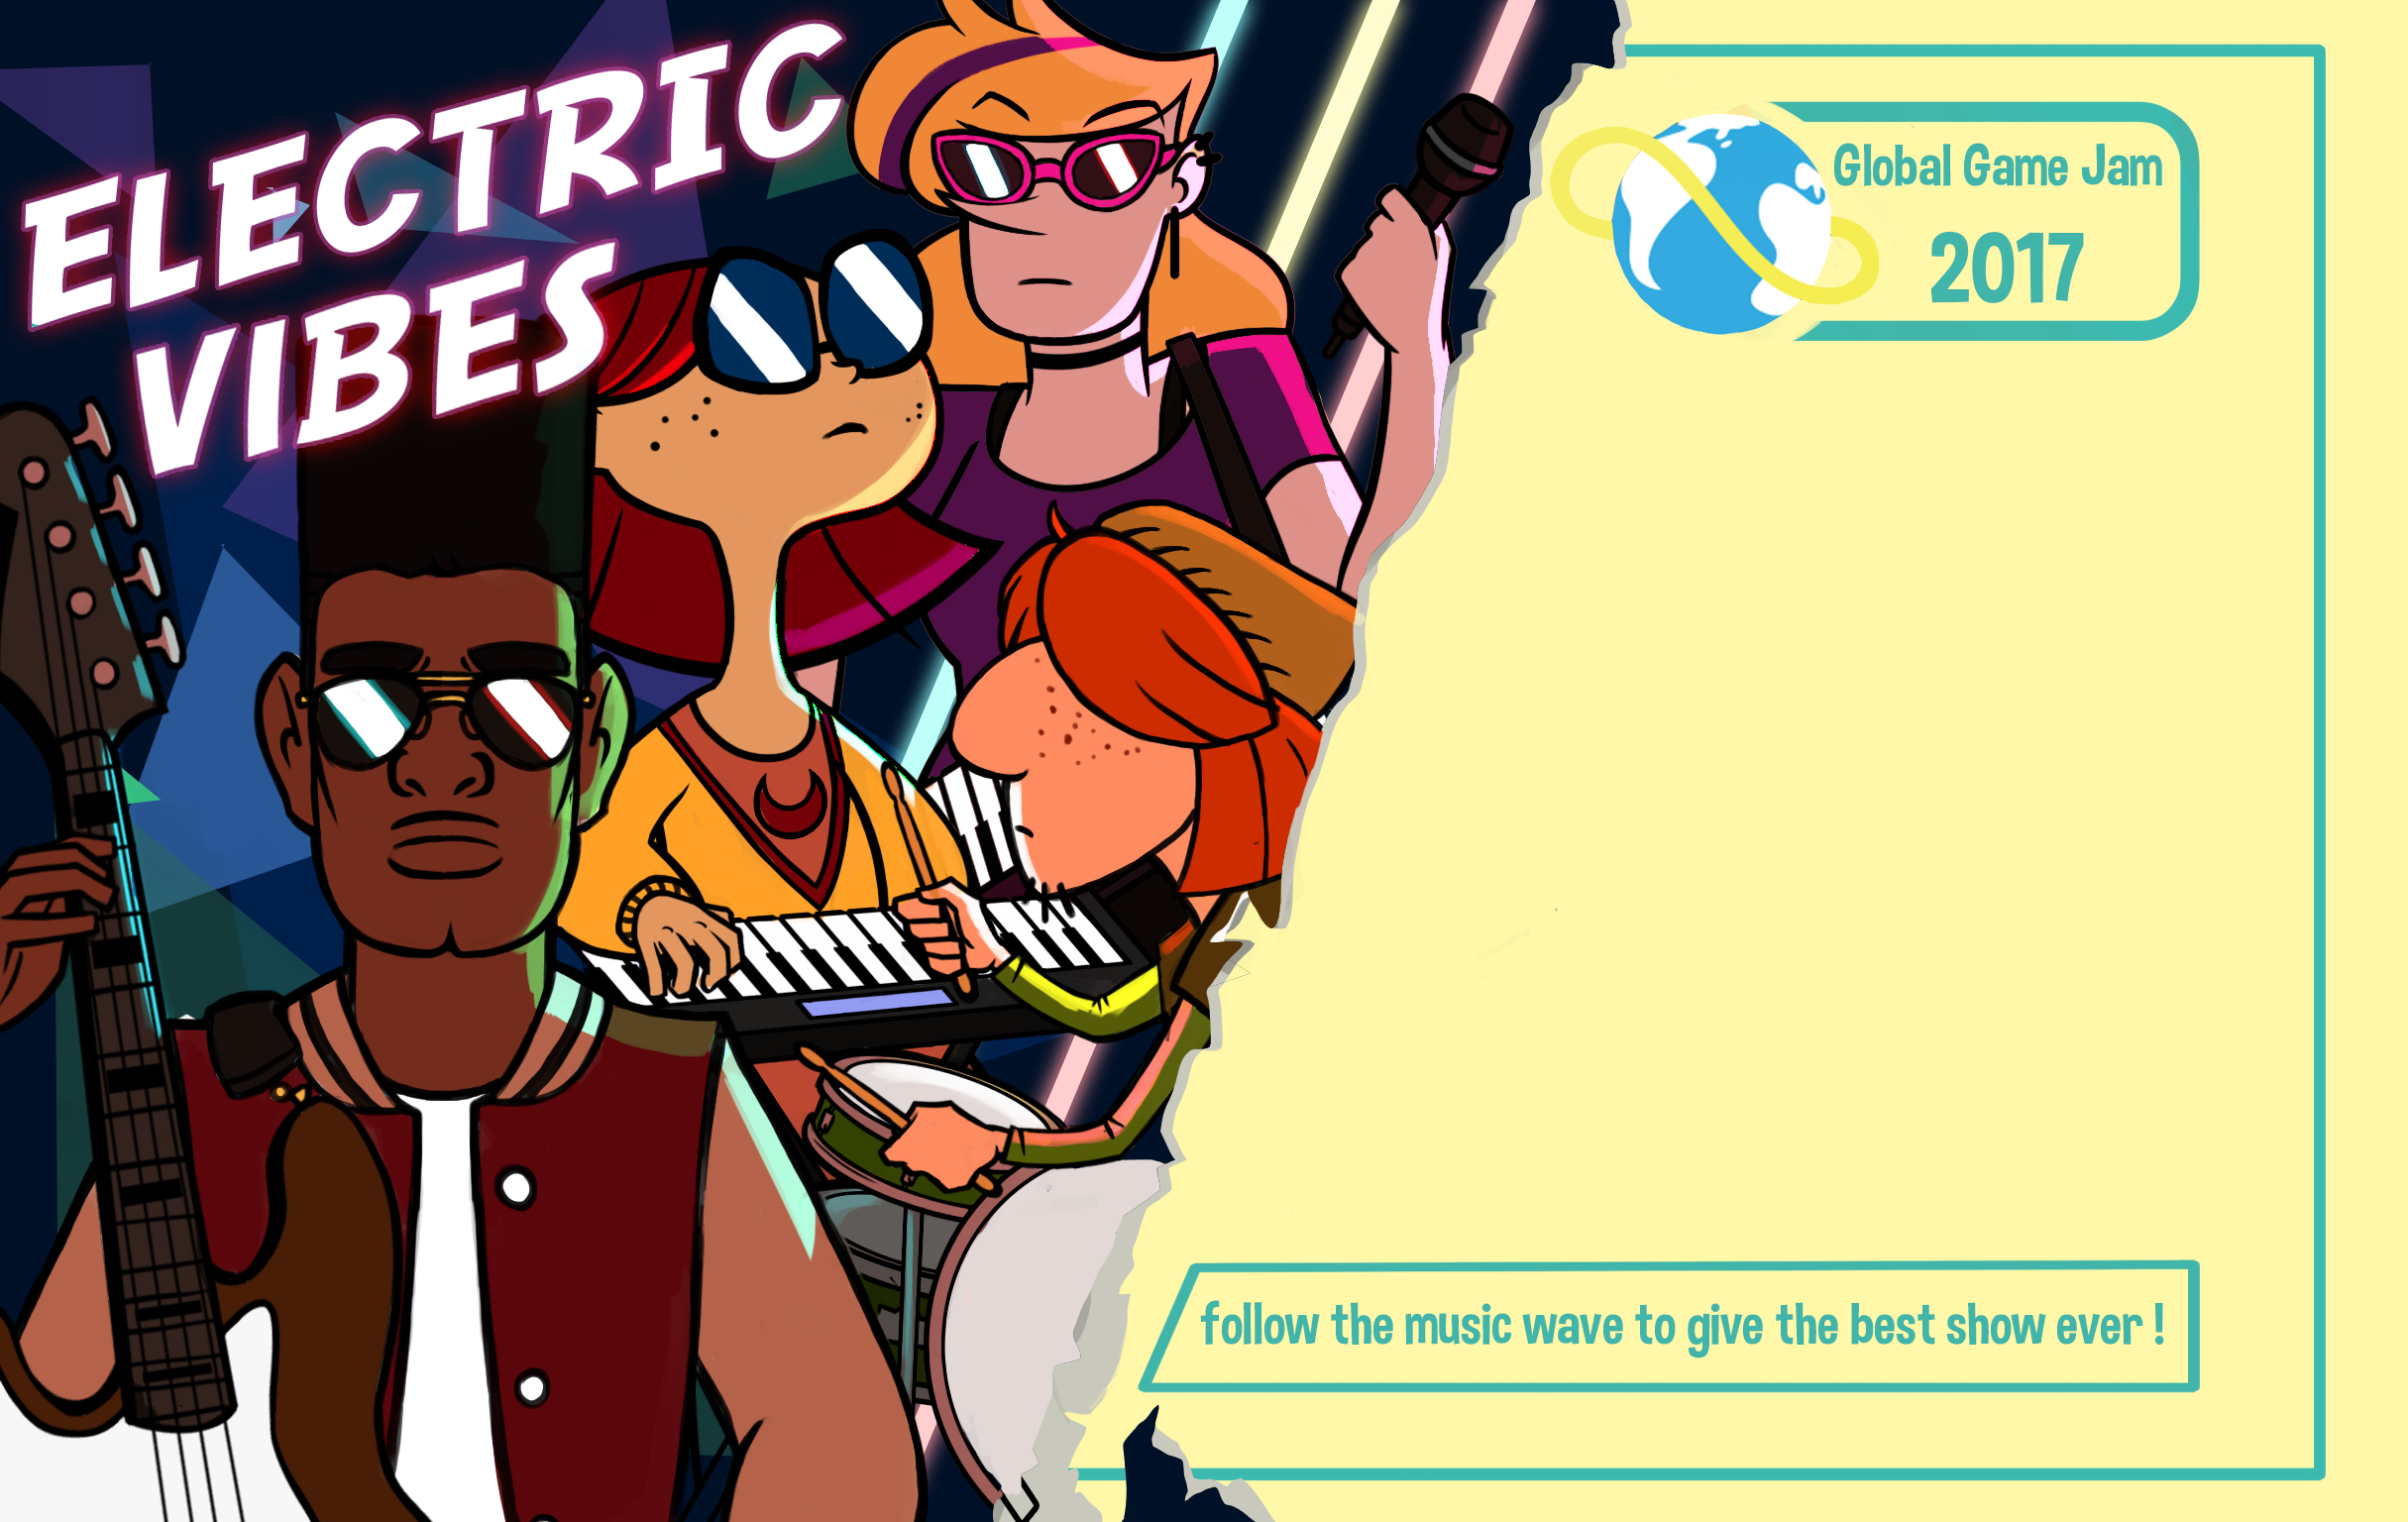 ELECTRIC
VIBES
Global Game Jam
2017
follow the music wave to give the best show ever !